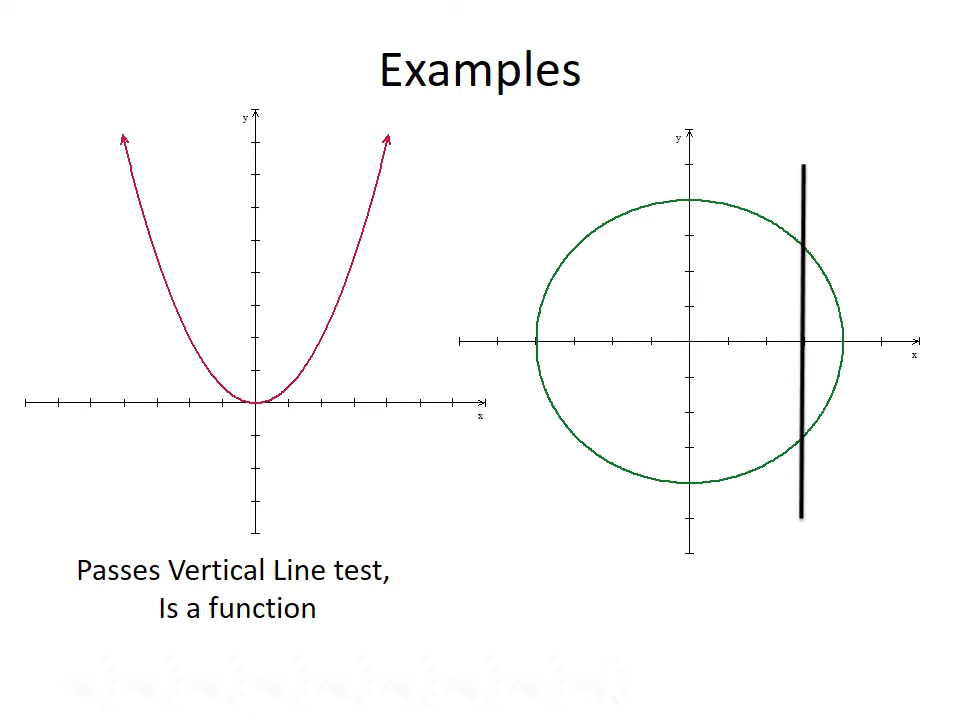 Examples
y
x
y
x
Passes Vertical Line test,
Is a function